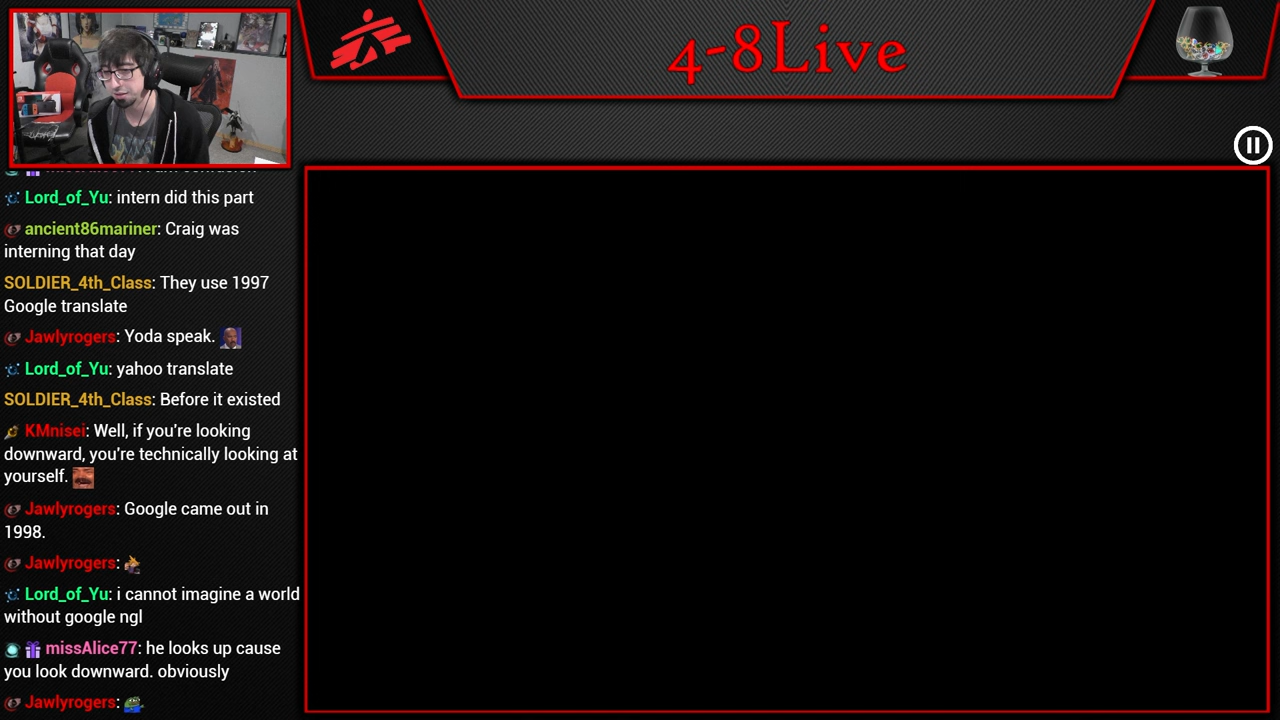 4-8Live
Lord_of_Yu: intern did this part
ancient86mariner: Craig was
interning that day
SOLDIER_4th_Class: They use 1997
Google translate
Jawlyrogers: Yoda speak.
Lord_of_Yu: yahoo translate
SOLDIER_4th_Class: Before it existed
KMnisei: Well, if you're looking
downward, you're technically looking at
yourself.
Jawlyrogers: Google came out in
1998.
Jawlyrogers:
Lord_of_Yu: i cannot imagine a world
without google ngl
missAlice77: he looks up cause
you look downward. obviously
Jawlyrogers: